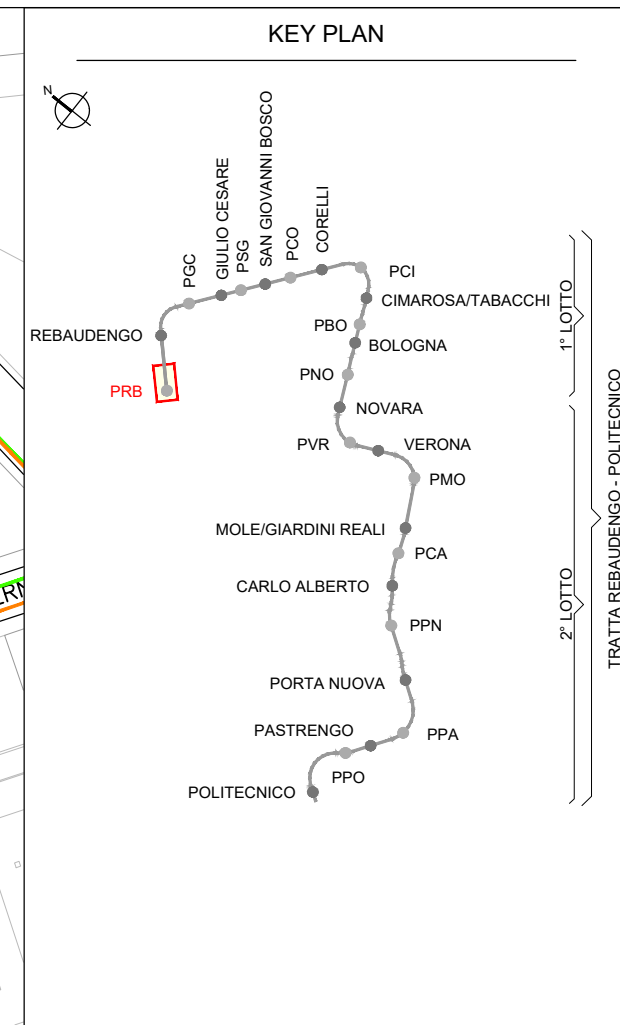 KEY PLAN
N
PGC
GIULIO CESARE
PSG
SAN GIOVANNI BOSCO
PCO
CORELLI
PCI
CIMAROSA/TABACCHI
REBAUDENGO
PBO
BOLOGNA
PRB
PNO
NOVARA
PVR
VERONA
PMO
MOLE/GIARDINI REALI
PCA
CARLO ALBERTO
PPN
PORTA NUOVA
PASTRENGO
PPA
PPO
POLITECNICO
1° LOTTO
2° LOTTO
TRATTA REBAUDENGO - POLITECNICO